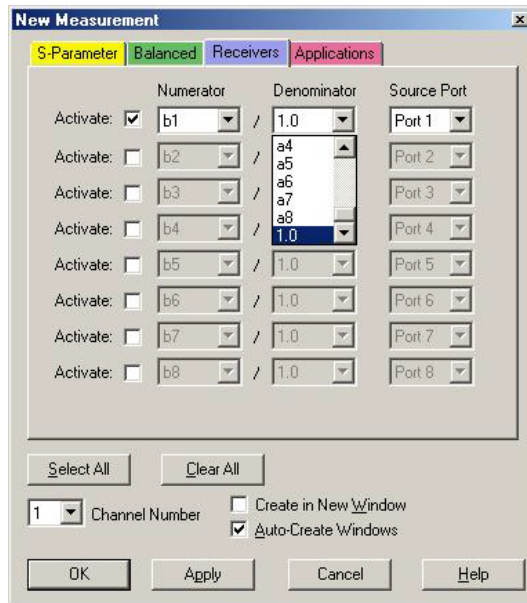 New Measurement
S-Parameter Balanced Receivers Applications
Numerator Denominator Source Port
Activate: b1 / 1.0 Port 1
Activate: b2 / a4 Port 2
a5
Activate: b3 / a6 Port 3
a7
Activate: b4 / a8 Port 4
1.0
Activate: b5 / 1.0 Port 5
Activate: b6 / 1.0 Port 6
Activate: b7 / 1.0 Port 7
Activate: b8 / 1.0 Port 8
Select All Clear All
1 Channel Number Create in New Window
Auto-Create Windows
OK Apply Cancel Help